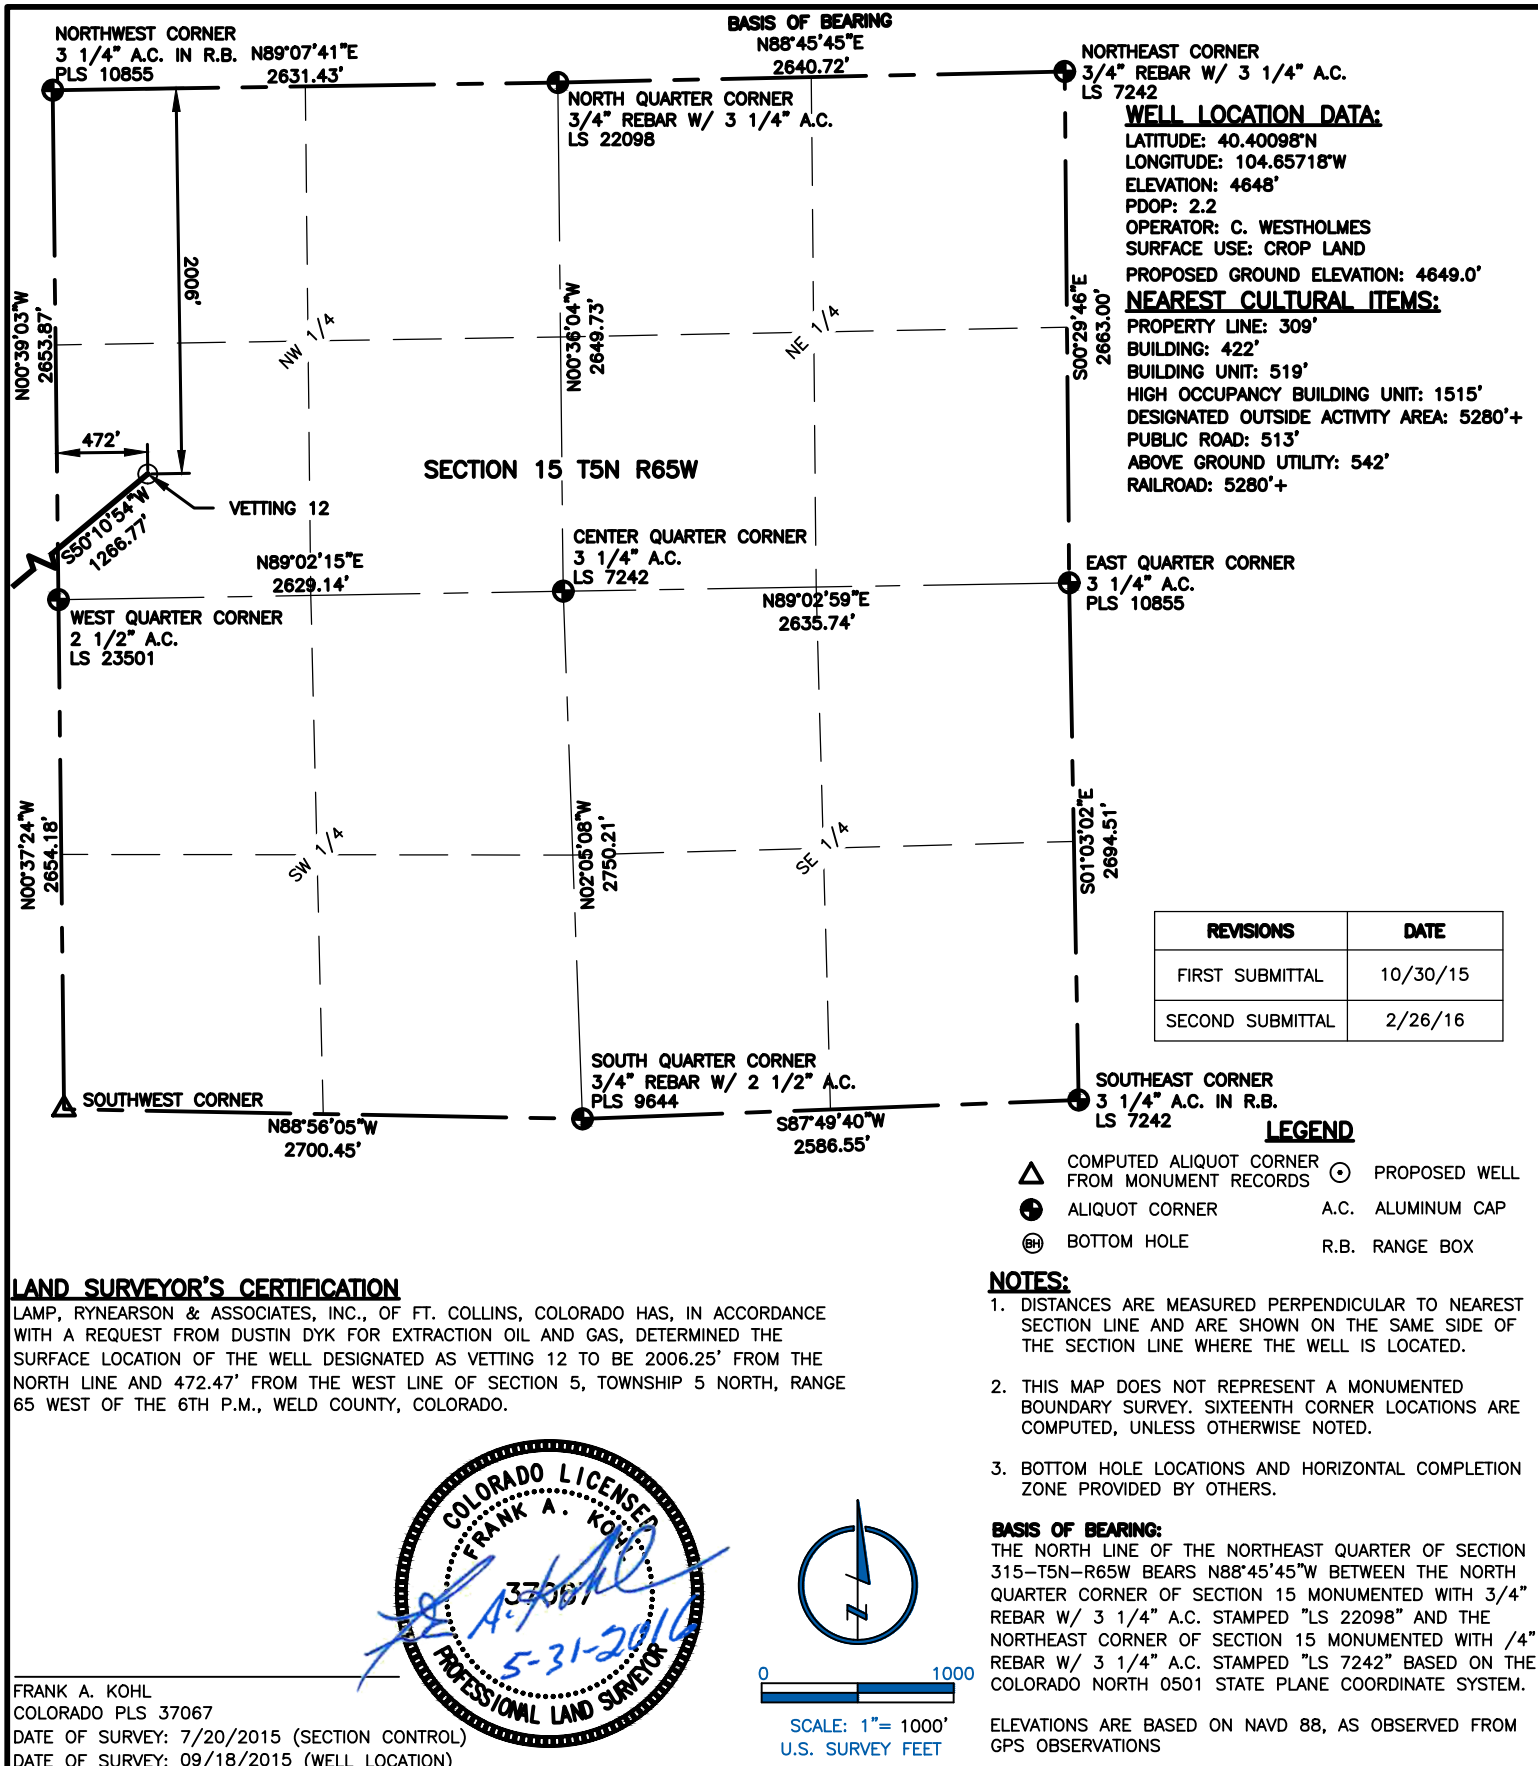 NORTHWEST CORNER
3 1/4" A.C. IN R.B.
PLS 10855
N89°07'41"E
2631.43'
BASIS OF BEARING
N88°45'45"E
2640.72'
NORTHEAST CORNER
3/4" REBAR W/ 3 1/4" A.C.
LS 7242
NORTH QUARTER CORNER
3/4" REBAR W/ 3 1/4" A.C.
LS 22098
WELL LOCATION DATA:
LATITUDE: 40.40098°N
LONGITUDE: 104.65718°W
ELEVATION: 4648'
PDOP: 2.2
OPERATOR: C. WESTHOLMES
SURFACE USE: CROP LAND
PROPOSED GROUND ELEVATION: 4649.0'
NEAREST CULTURAL ITEMS:
PROPERTY LINE: 309'
BUILDING: 422'
BUILDING UNIT: 519'
HIGH OCCUPANCY BUILDING UNIT: 1515'
DESIGNATED OUTSIDE ACTIVITY AREA: 5280'+
PUBLIC ROAD: 513'
ABOVE GROUND UTILITY: 542'
RAILROAD: 5280'+
N00°39'03"W
2653.87'
2006'
NW 1/4
N00°36'04"W
2649.73'
NE 1/4
S00°29'46"E
2663.00'
472'
SECTION 15 T5N R65W
VETTING 12
S50°10'54"W
1266.77'
N89°02'15"E
2629.14'
CENTER QUARTER CORNER
3 1/4" A.C.
LS 7242
N89°02'59"E
2635.74'
EAST QUARTER CORNER
3 1/4" A.C.
PLS 10855
WEST QUARTER CORNER
2 1/2" A.C.
LS 23501
N00°37'24"W
2654.18'
SW 1/4
N02°05'08"W
2750.21'
SE 1/4
S01°03'02"E
2694.51'
REVISIONS DATE
FIRST SUBMITTAL 10/30/15
SECOND SUBMITTAL 2/26/16
SOUTHWEST CORNER
N88°56'05"W
2700.45'
SOUTH QUARTER CORNER
3/4" REBAR W/ 2 1/2" A.C.
PLS 9644
S87°49'40"W
2586.55'
SOUTHEAST CORNER
3 1/4" A.C. IN R.B.
LS 7242
LEGEND
COMPUTED ALIQUOT CORNER
FROM MONUMENT RECORDS
PROPOSED WELL
ALIQUOT CORNER
A.C. ALUMINUM CAP
BH BOTTOM HOLE
R.B. RANGE BOX
LAND SURVEYOR'S CERTIFICATION
LAMP, RYNEARSON & ASSOCIATES, INC., OF FT. COLLINS, COLORADO HAS, IN ACCORDANCE
WITH A REQUEST FROM DUSTIN DYK FOR EXTRACTION OIL AND GAS, DETERMINED THE
SURFACE LOCATION OF THE WELL DESIGNATED AS VETTING 12 TO BE 2006.25' FROM THE
NORTH LINE AND 472.47' FROM THE WEST LINE OF SECTION 5, TOWNSHIP 5 NORTH, RANGE
65 WEST OF THE 6TH P.M., WELD COUNTY, COLORADO.
NOTES:
1. DISTANCES ARE MEASURED PERPENDICULAR TO NEAREST
SECTION LINE AND ARE SHOWN ON THE SAME SIDE OF
THE SECTION LINE WHERE THE WELL IS LOCATED.
2. THIS MAP DOES NOT REPRESENT A MONUMENTED
BOUNDARY SURVEY. SIXTEENTH CORNER LOCATIONS ARE
COMPUTED, UNLESS OTHERWISE NOTED.
3. BOTTOM HOLE LOCATIONS AND HORIZONTAL COMPLETION
ZONE PROVIDED BY OTHERS.
BASIS OF BEARING:
THE NORTH LINE OF THE NORTHEAST QUARTER OF SECTION
315-T5N-R65W BEARS N88°45'45"W BETWEEN THE NORTH
QUARTER CORNER OF SECTION 15 MONUMENTED WITH 3/4"
REBAR W/ 3 1/4" A.C. STAMPED "LS 22098" AND THE
NORTHEAST CORNER OF SECTION 15 MONUMENTED WITH /4"
REBAR W/ 3 1/4" A.C. STAMPED "LS 7242" BASED ON THE
COLORADO NORTH 0501 STATE PLANE COORDINATE SYSTEM.
ELEVATIONS ARE BASED ON NAVD 88, AS OBSERVED FROM
GPS OBSERVATIONS
COLORADO LICENSED
FRANK A. KOHL
37067
5-31-2016
PROFESSIONAL LAND SURVEYOR
N
0 1000
SCALE: 1"= 1000'
U.S. SURVEY FEET
FRANK A. KOHL
COLORADO PLS 37067
DATE OF SURVEY: 7/20/2015 (SECTION CONTROL)
DATE OF SURVEY: 09/18/2015 (WELL LOCATION)